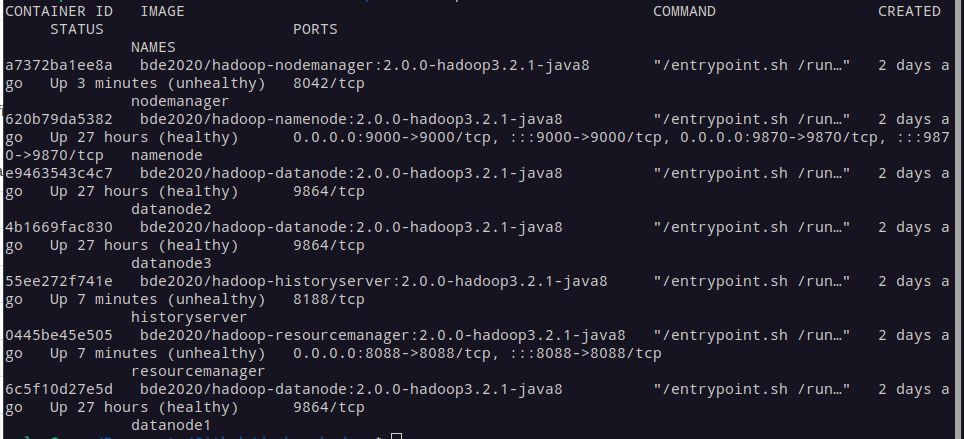 CONTAINER ID   IMAGE                                                    COMMAND                  CREATED
     STATUS                     PORTS
              NAMES
a7372ba1ee8a   bde2020/hadoop-nodemanager:2.0.0-hadoop3.2.1-java8       "/entrypoint.sh /run…"   2 days a
go   Up 3 minutes (unhealthy)   8042/tcp
              nodemanager
620b79da5382   bde2020/hadoop-namenode:2.0.0-hadoop3.2.1-java8          "/entrypoint.sh /run…"   2 days a
go   Up 27 hours (healthy)      0.0.0.0:9000->9000/tcp, :::9000->9000/tcp, 0.0.0.0:9870->9870/tcp, :::987
0->9870/tcp   namenode
e9463543c4c7   bde2020/hadoop-datanode:2.0.0-hadoop3.2.1-java8          "/entrypoint.sh /run…"   2 days a
go   Up 27 hours (healthy)      9864/tcp
              datanode2
4b1669fac830   bde2020/hadoop-datanode:2.0.0-hadoop3.2.1-java8          "/entrypoint.sh /run…"   2 days a
go   Up 27 hours (healthy)      9864/tcp
              datanode3
55ee272f741e   bde2020/hadoop-historyserver:2.0.0-hadoop3.2.1-java8     "/entrypoint.sh /run…"   2 days a
go   Up 7 minutes (unhealthy)   8188/tcp
              historyserver
0445be45e505   bde2020/hadoop-resourcemanager:2.0.0-hadoop3.2.1-java8   "/entrypoint.sh /run…"   2 days a
go   Up 7 minutes (unhealthy)   0.0.0.0:8088->8088/tcp, :::8088->8088/tcp
              resourcemanager
6c5f10d27e5d   bde2020/hadoop-datanode:2.0.0-hadoop3.2.1-java8          "/entrypoint.sh /run…"   2 days a
go   Up 27 hours (healthy)      9864/tcp
              datanode1